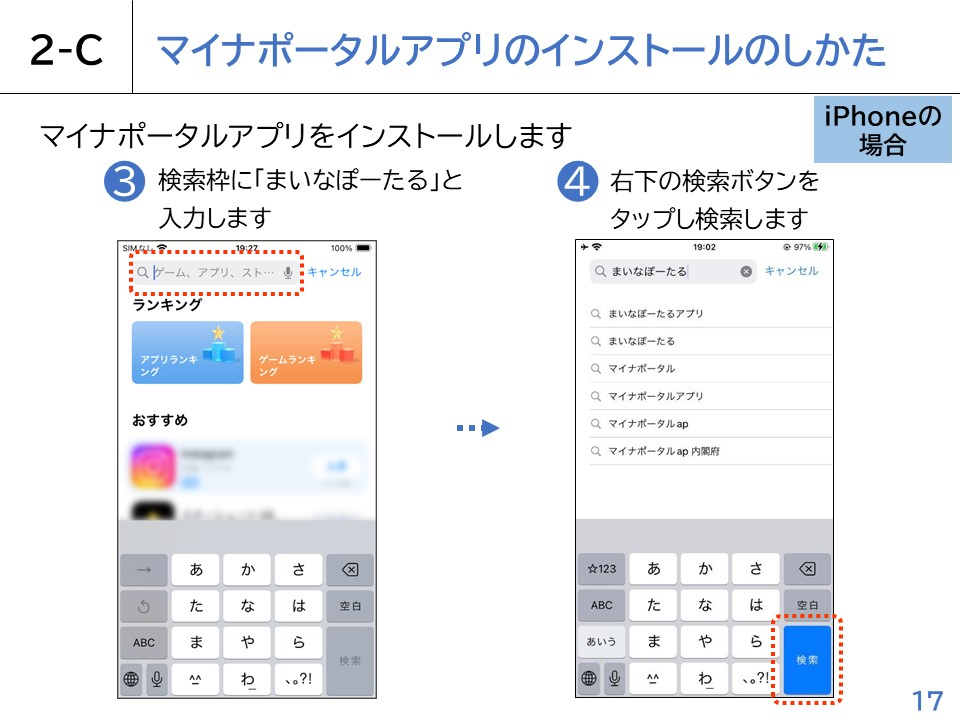 2-C
マイナポータルアプリのインストールのしかた
iPhoneの
場合
マイナポータルアプリをインストールします
3 検索枠に「まいなぽーたる」と
入力します
SIMなし 19:27 100%
ゲーム、アプリ、スト… キャンセル
ランキング
アプリランキ
ング
ゲームランキ
ング
おすすめ
Instagram
→ あ か さ
た な は 空白
ABC ま や ら 検索
^^ わ_ 、。?!
4 右下の検索ボタンを
タップし検索します
19:02 97%
まいなぽーたる キャンセル
まいなぽーたるアプリ
まいなぽーたる
マイナポータル
マイナポータルアプリ
マイナポータル ap
マイナポータル ap 内閣府
☆123 あ か さ
ABC た な は 空白
あいう ま や ら 検索
^^ わ_ 、。?!
17